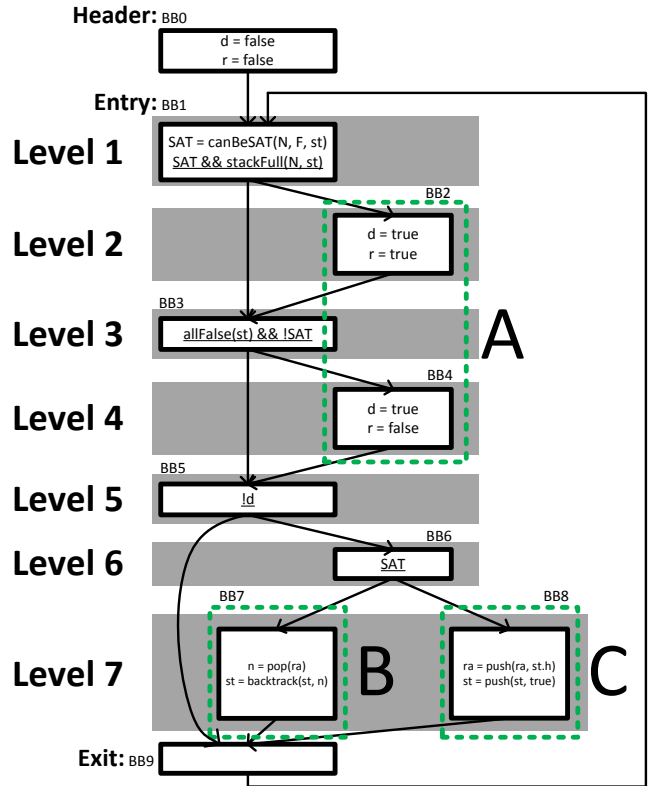 Header: BB0
d = false
r = false
Entry: BB1
Level 1
SAT = canBeSAT(N, F, st)
SAT && stackFull(N, st)
BB2
Level 2
d = true
r = true
BB3
Level 3
allFalse(st) && !SAT
A
BB4
Level 4
d = true
r = false
BB5
Level 5
!d
BB6
Level 6
SAT
BB7
BB8
Level 7
n = pop(ra)
st = backtrack(st, n)
B
ra = push(ra, st.h)
st = push(st, true)
C
Exit: BB9